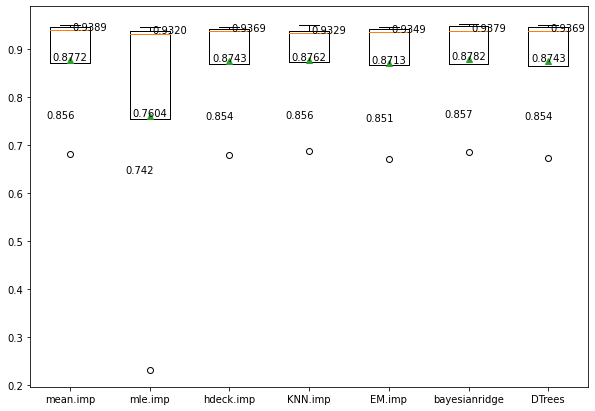 0.9389 0.9320 0.9369 0.9329 0.9349 0.9379 0.9369
0.9
0.8772 0.7604 0.8743 0.8762 0.8713 0.8782 0.8743
0.8
0.856 0.742 0.854 0.856 0.851 0.857 0.854
0.7
0.6
0.5
0.4
0.3
0.2
mean.imp mle.imp hdeck.imp KNN.imp EM.imp bayesianridge DTrees